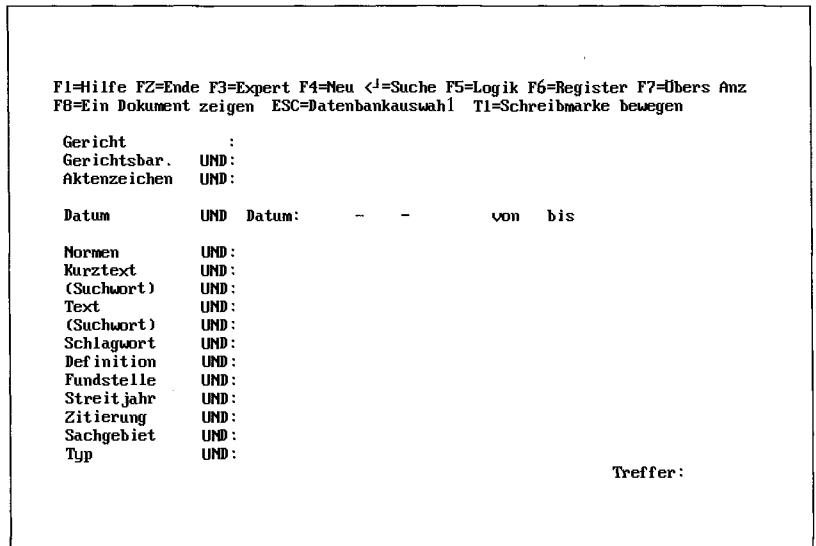 F1=Hilfe F2=Ende F3=Expert F4=Neu <┘=Suche F5=Logik F6=Register F7=Übers Anz
F8=Ein Dokument zeigen ESC=Datenbankauswahl T1=Schreibmarke bewegen
Gericht :
Gerichtsbar. UND:
Aktenzeichen UND:
Datum UND Datum: - - von bis
Normen UND:
Kurztext UND:
(Suchwort) UND:
Text UND:
(Suchwort) UND:
Schlagwort UND:
Definition UND:
Fundstelle UND:
Streitjahr UND:
Zitierung UND:
Sachgebiet UND:
Typ UND:
Treffer: